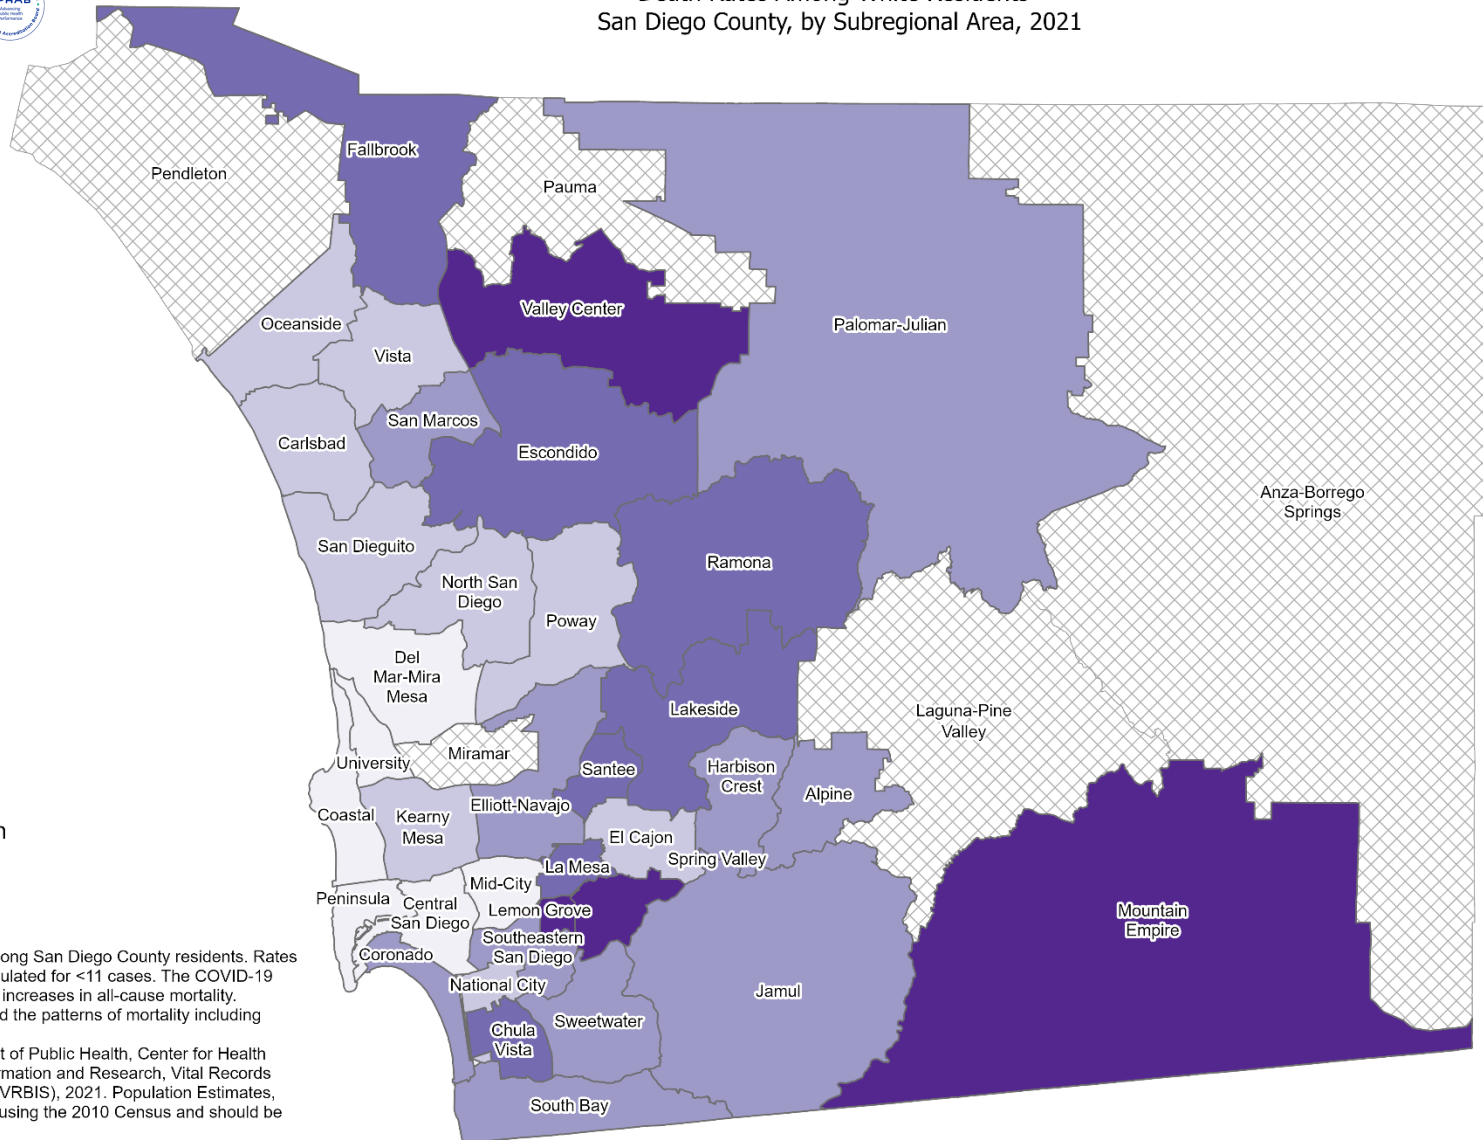 Death Rates Among White Residents
San Diego County, by Subregional Area, 2021
Pendleton
Fallbrook
Pauma
Oceanside
Vista
Valley Center
Palomar-Julian
Carlsbad
San Marcos
Escondido
Anza-Borrego
Springs
San Dieguito
North San
Diego
Poway
Ramona
Del
Mar-Mira
Mesa
Lakeside
Laguna-Pine
Valley
University
Miramar
Santee
Harbison
Crest
Alpine
Coastal
Kearny
Mesa
Elliott-Navajo
El Cajon
Spring Valley
La Mesa
Mid-City
Peninsula
Central
San Diego
Lemon Grove
Mountain
Empire
Coronado
Southeastern
San Diego
National City
Jamul
Chula
Vista
Sweetwater
South Bay
ong San Diego County residents. Rates
ulated for <11 cases. The COVID-19
increases in all-cause mortality.
d the patterns of mortality including
t of Public Health, Center for Health
rmation and Research, Vital Records
VRBIS), 2021. Population Estimates,
using the 2010 Census and should be